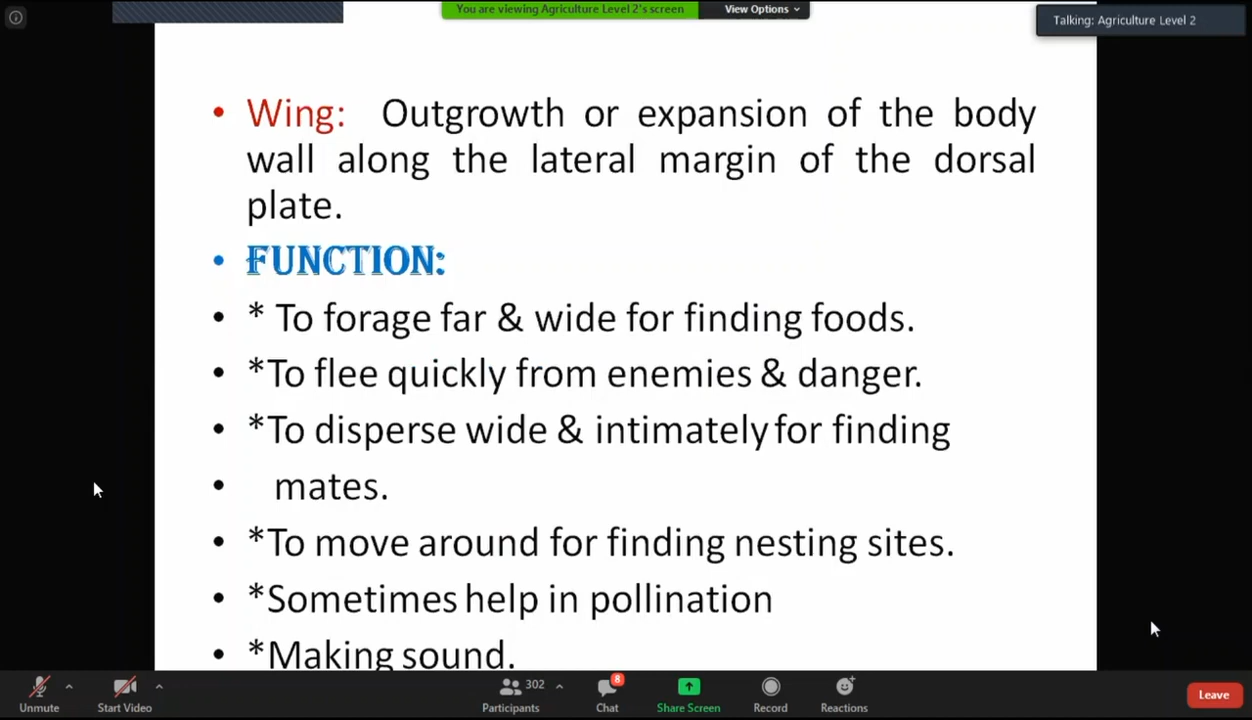 You are viewing Agriculture Level 2's screen
View Options
Talking: Agriculture Level 2
• Wing: Outgrowth or expansion of the body
wall along the lateral margin of the dorsal
plate.
• FUNCTION:
• * To forage far & wide for finding foods.
• *To flee quickly from enemies & danger.
• *To disperse wide & intimately for finding
• mates.
• *To move around for finding nesting sites.
• *Sometimes help in pollination
• *Making sound.
302
8
Unmute
Start Video
Participants
Chat
Share Screen
Record
Reactions
Leave